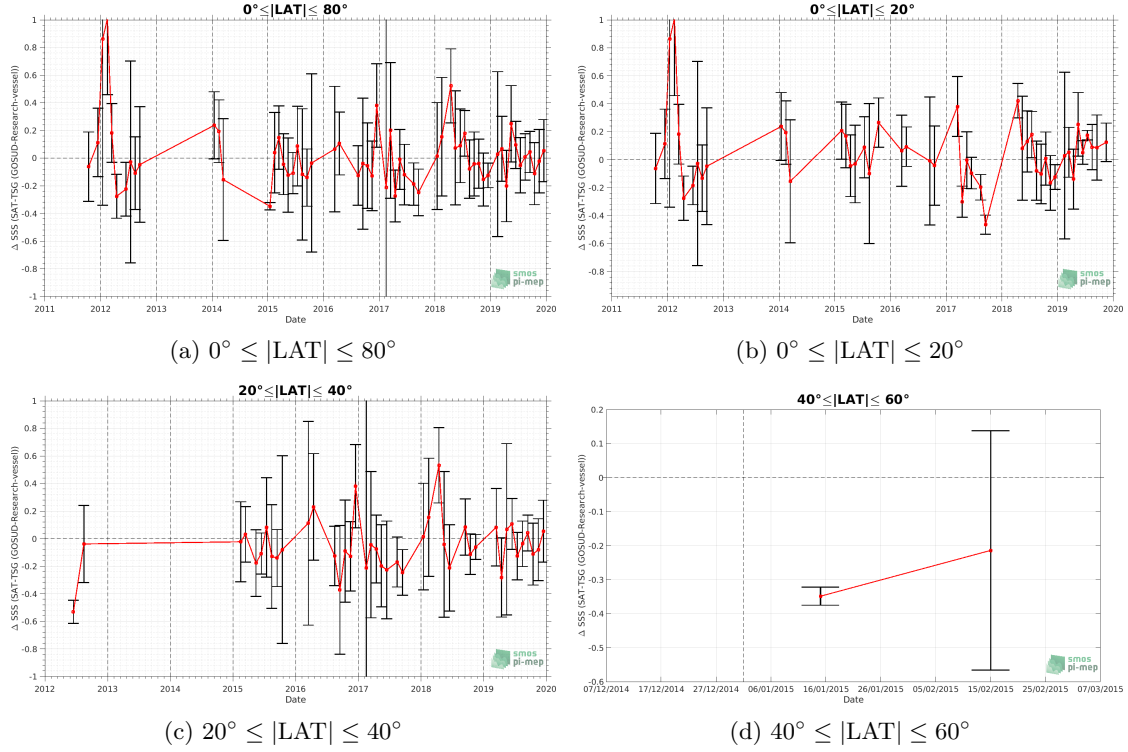 0°≤|LAT|≤ 80°
Δ SSS (SAT-TSG (GOSUD-Research-vessel))
1
0.8
0.6
0.4
0.2
0
-0.2
-0.4
-0.6
-0.8
-1
2011 2012 2013 2014 2015 2016 2017 2018 2019 2020
Date
smos
pi-mep
(a) 0° ≤ |LAT| ≤ 80°
0°≤|LAT|≤ 20°
Δ SSS (SAT-TSG (GOSUD-Research-vessel))
1
0.8
0.6
0.4
0.2
0
-0.2
-0.4
-0.6
-0.8
2011 2012 2013 2014 2015 2016 2017 2018 2019 2020
Date
smos
pi-mep
(b) 0° ≤ |LAT| ≤ 20°
20°≤|LAT|≤ 40°
Δ SSS (SAT-TSG (GOSUD-Research-vessel))
1
0.8
0.6
0.4
0.2
0
-0.2
-0.4
-0.6
-0.8
-1
2012 2013 2014 2015 2016 2017 2018 2019 2020
Date
smos
pi-mep
(c) 20° ≤ |LAT| ≤ 40°
40°≤|LAT|≤ 60°
Δ SSS (SAT-TSG (GOSUD-Research-vessel))
0.2
0.1
0
-0.1
-0.2
-0.3
-0.4
-0.5
-0.6
07/12/2014 17/12/2014 27/12/2014 06/01/2015 16/01/2015 26/01/2015 05/02/2015 15/02/2015 25/02/2015 07/03/2015
Date
smos
pi-mep
(d) 40° ≤ |LAT| ≤ 60°